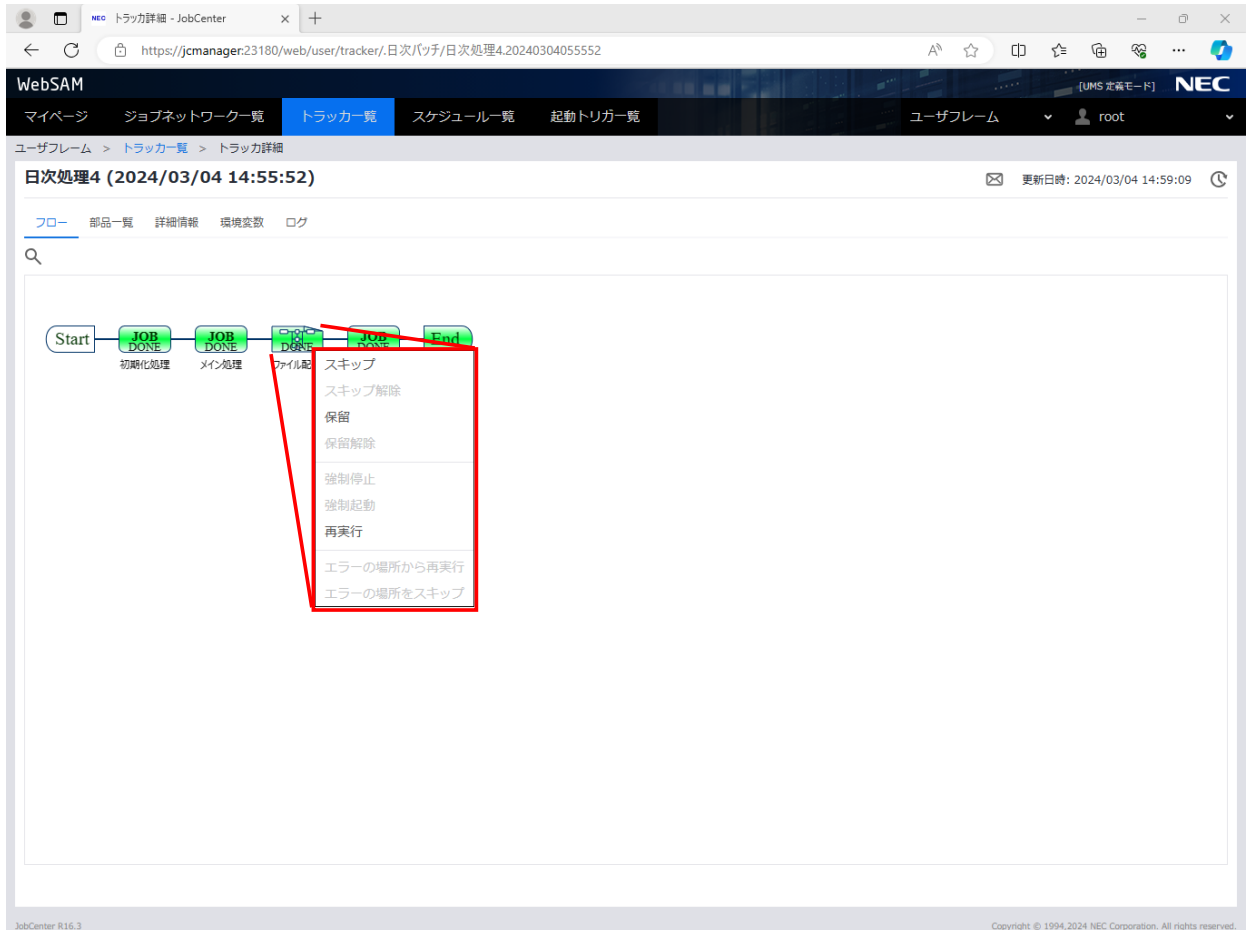 NEC トラッカ詳細 - JobCenter
https://jcmanager:23180/web/user/tracker/.日次バッチ/日次処理4.20240304055552
WebSAM
[UMS 定義モード] NEC
マイページ ジョブネットワーク一覧 トラッカ一覧 スケジュール一覧 起動トリガ一覧 ユーザフレーム root
ユーザフレーム > トラッカ一覧 > トラッカ詳細
日次処理4 (2024/03/04 14:55:52)
更新日時: 2024/03/04 14:59:09
フロー 部品一覧 詳細情報 環境変数 ログ
Start
JOB
DONE
初期化処理
JOB
DONE
メイン処理
DONE
ファイル配
JOB
DONE
End
スキップ
スキップ解除
保留
保留解除
強制停止
強制起動
再実行
エラーの場所から再実行
エラーの場所をスキップ
JobCenter R16.3
Copyright © 1994,2024 NEC Corporation. All rights reserved.